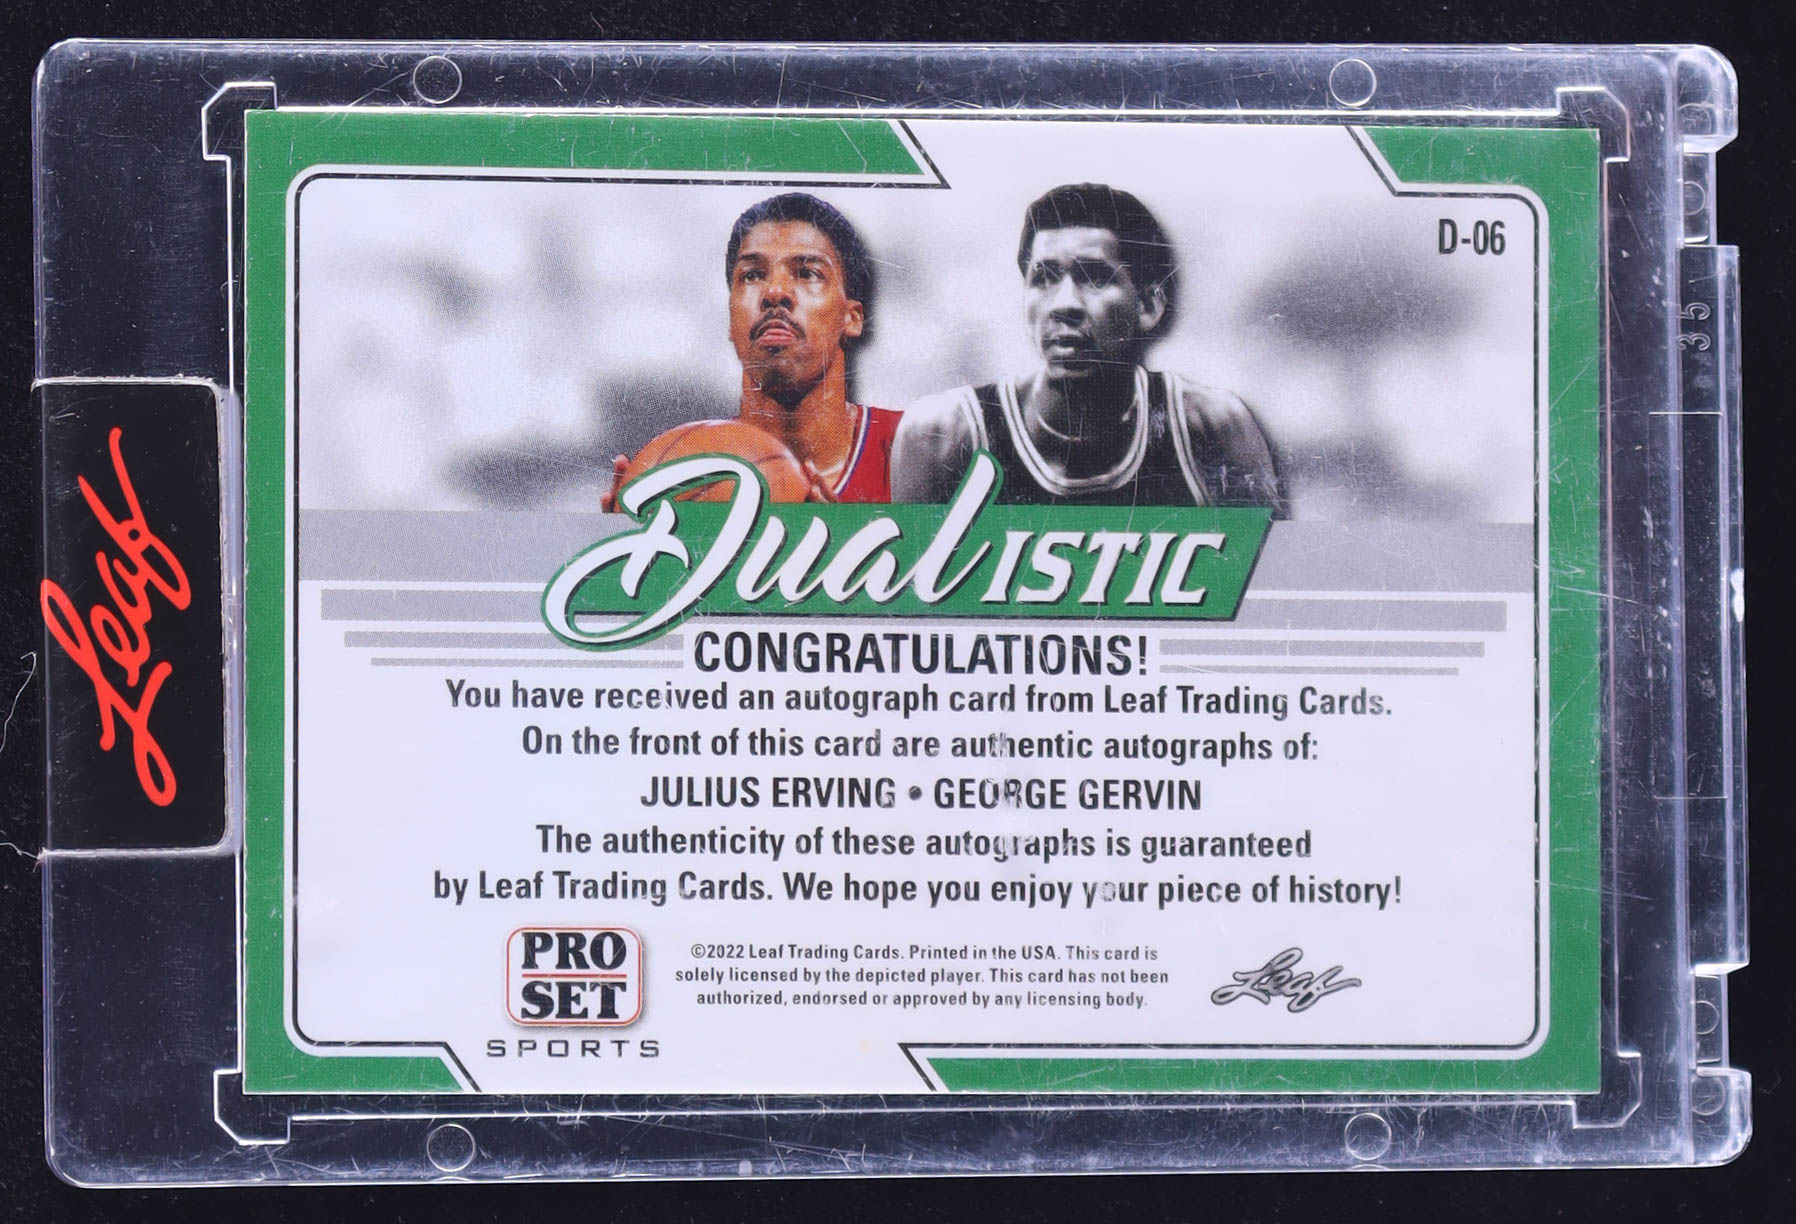 D-06
DualISTIC
CONGRATULATIONS!
You have received an autograph card from Leaf Trading Cards.
On the front of this card are authentic autographs of:
JULIUS ERVING • GEORGE GERVIN
The authenticity of these autographs is guaranteed
by Leaf Trading Cards. We hope you enjoy your piece of history!
PRO
SET
SPORTS
©2022 Leaf Trading Cards. Printed in the USA. This card is
solely licensed by the depicted player. This card has not been
authorized, endorsed or approved by any licensing body.
Leaf
Leaf
35